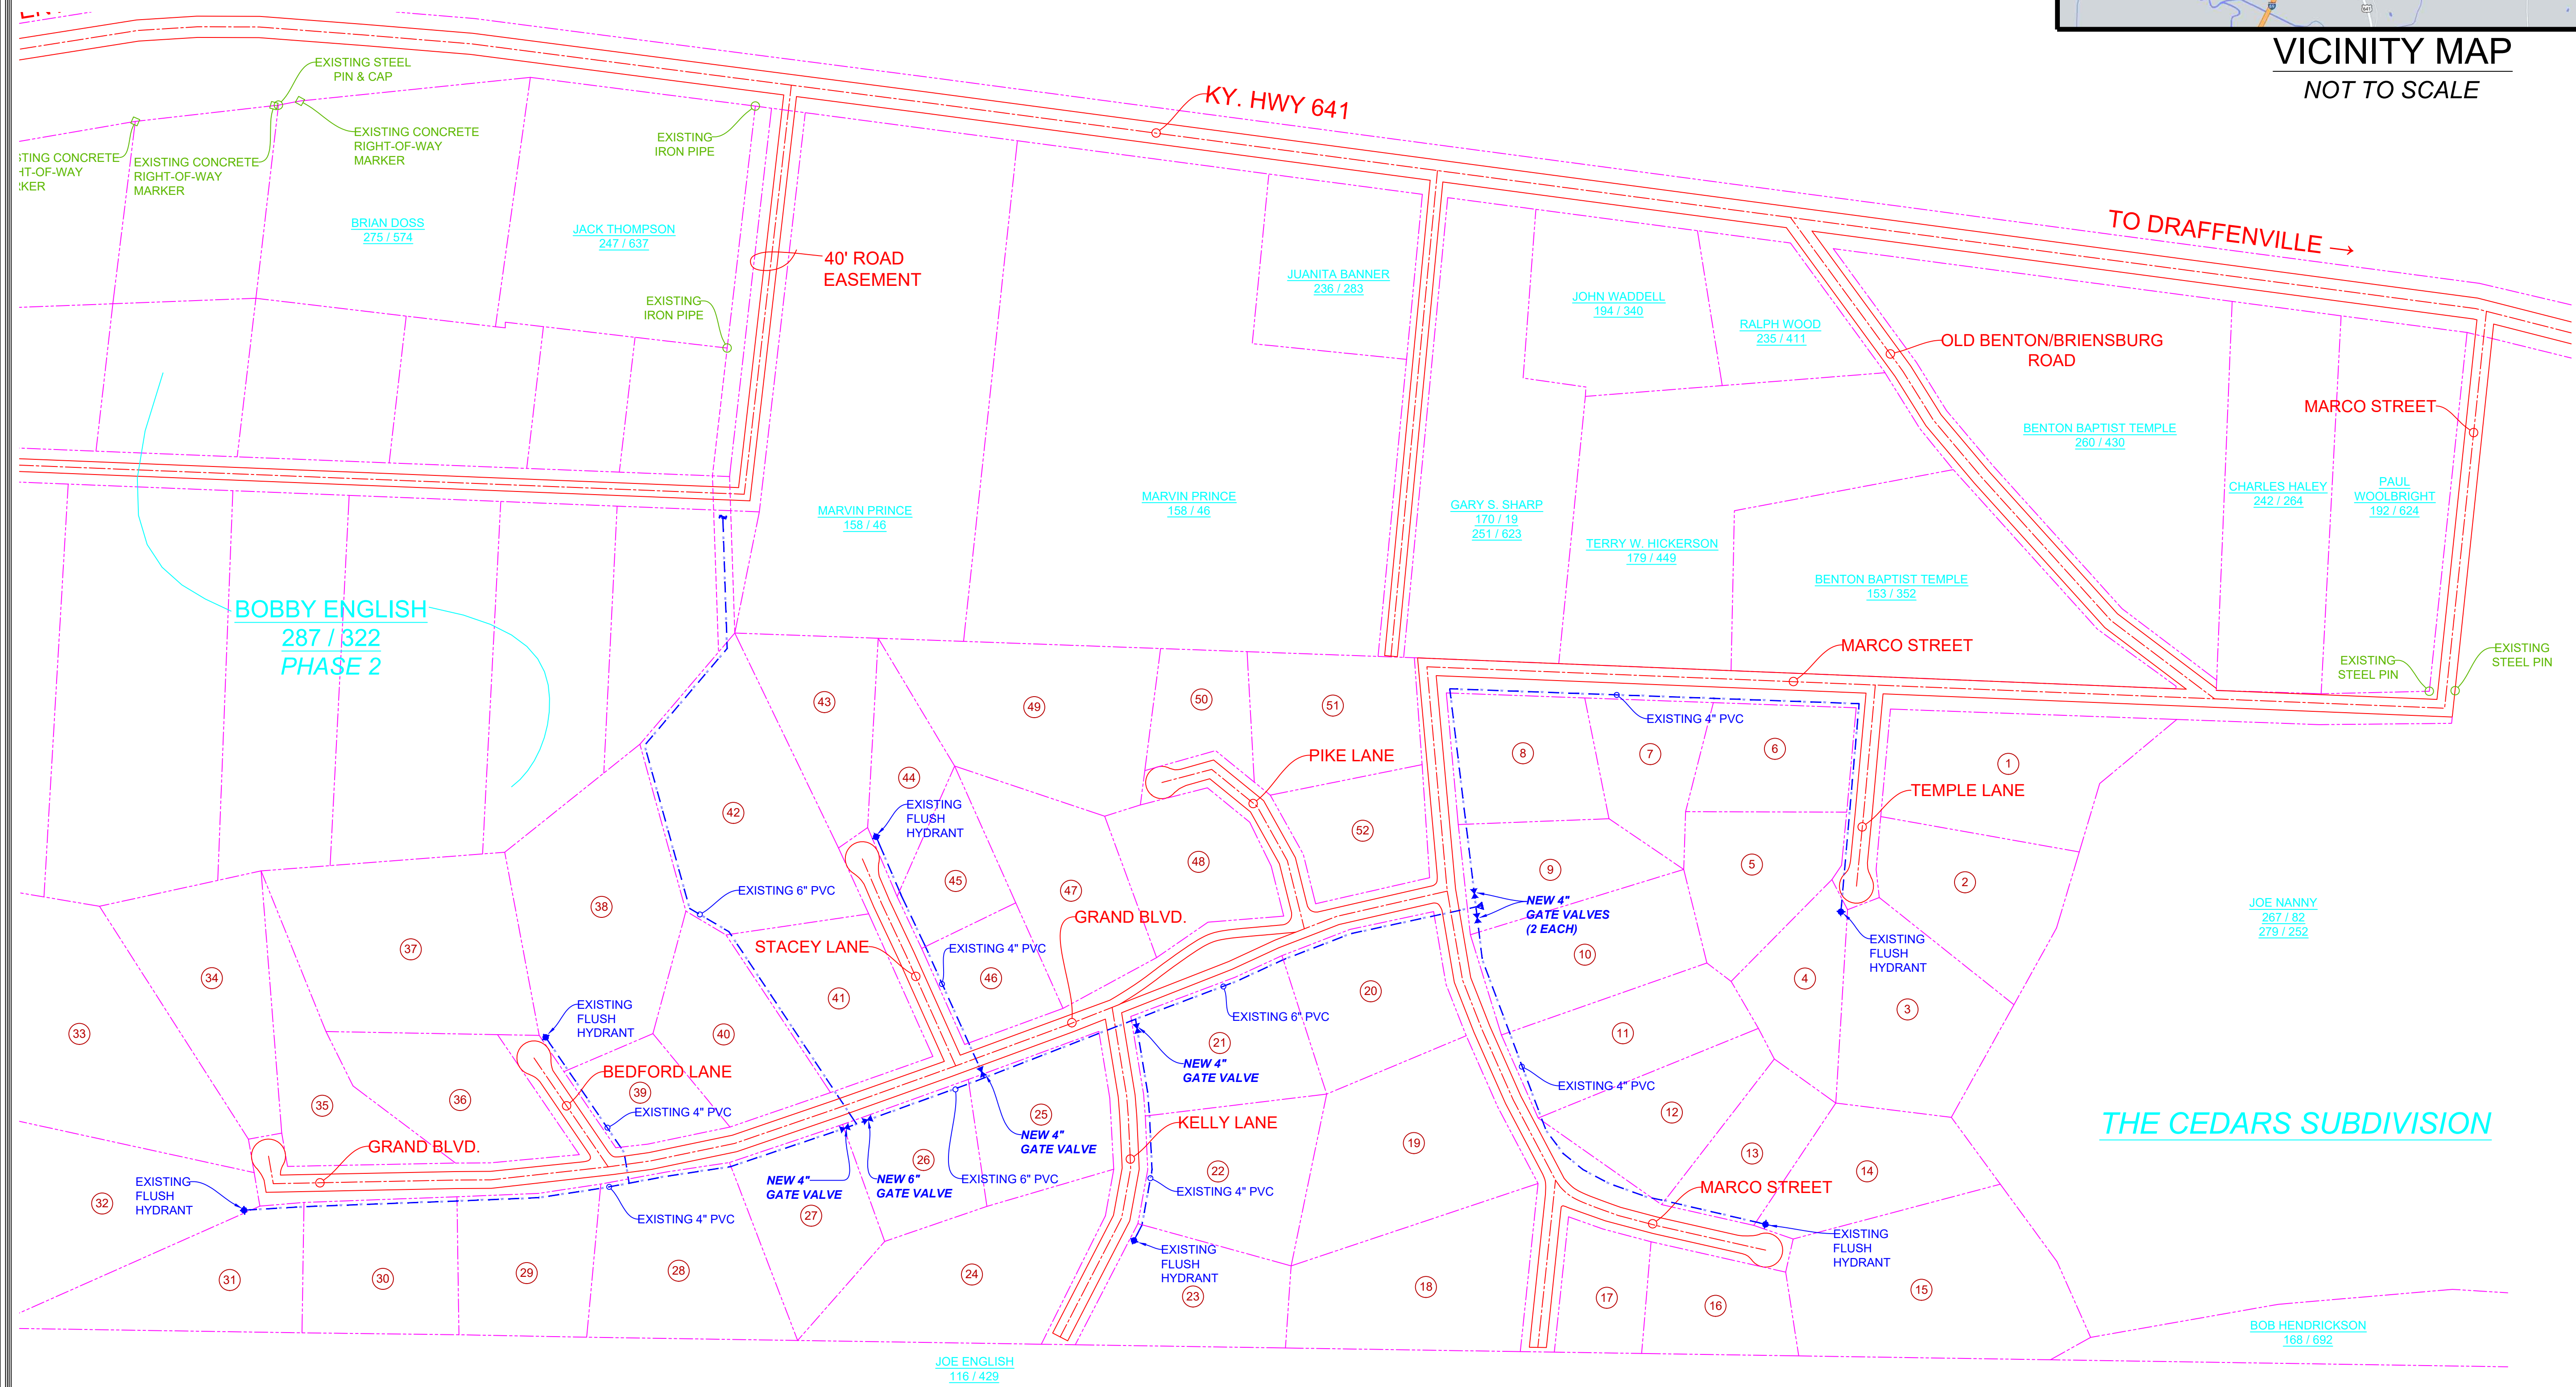 VICINITY MAP
NOT TO SCALE
EXISTING STEEL
PIN & CAP
KY. HWY 641
EXISTING CONCRETE
RIGHT-OF-WAY
MARKER
EXISTING
IRON PIPE
EXISTING CONCRETE
RIGHT-OF-WAY
MARKER
BRIAN DOSS
275 / 574
JACK THOMPSON
247 / 637
40' ROAD
EASEMENT
TO DRAFFENVILLE →
JUANITA BANNER
236 / 283
JOHN WADDELL
194 / 340
EXISTING
IRON PIPE
RALPH WOOD
235 / 411
OLD BENTON/BRIENSBURG
ROAD
MARCO STREET
BENTON BAPTIST TEMPLE
260 / 430
MARVIN PRINCE
158 / 46
MARVIN PRINCE
158 / 46
GARY S. SHARP
170 / 19
251 / 623
CHARLES HALEY
242 / 264
PAUL
WOOLBRIGHT
192 / 624
TERRY W. HICKERSON
179 / 449
BENTON BAPTIST TEMPLE
153 / 352
BOBBY ENGLISH
287 / 322
PHASE 2
MARCO STREET
EXISTING
STEEL PIN
EXISTING
STEEL PIN
43
49
50
51
EXISTING 4" PVC
8
7
6
1
PIKE LANE
TEMPLE LANE
44
EXISTING
FLUSH
HYDRANT
42
52
48
9
5
2
45
47
EXISTING 6" PVC
38
GRAND BLVD.
NEW 4"
GATE VALVES
(2 EACH)
JOE NANNY
267 / 82
279 / 252
37
STACEY LANE
EXISTING 4" PVC
EXISTING
FLUSH
HYDRANT
34
46
10
4
41
20
3
EXISTING
FLUSH
HYDRANT
EXISTING 6" PVC
33
40
21
11
BEDFORD LANE
NEW 4"
GATE VALVE
EXISTING 4" PVC
39
36
35
EXISTING 4" PVC
25
12
KELLY LANE
THE CEDARS SUBDIVISION
GRAND BLVD.
NEW 4"
GATE VALVE
19
13
26
22
14
EXISTING
FLUSH
HYDRANT
NEW 4"
GATE VALVE
NEW 6"
GATE VALVE
EXISTING 6" PVC
EXISTING 4" PVC
MARCO STREET
32
27
EXISTING 4" PVC
EXISTING
FLUSH
HYDRANT
EXISTING
FLUSH
HYDRANT
31
30
29
28
24
23
18
17
16
15
BOB HENDRICKSON
168 / 692
JOE ENGLISH
116 / 429